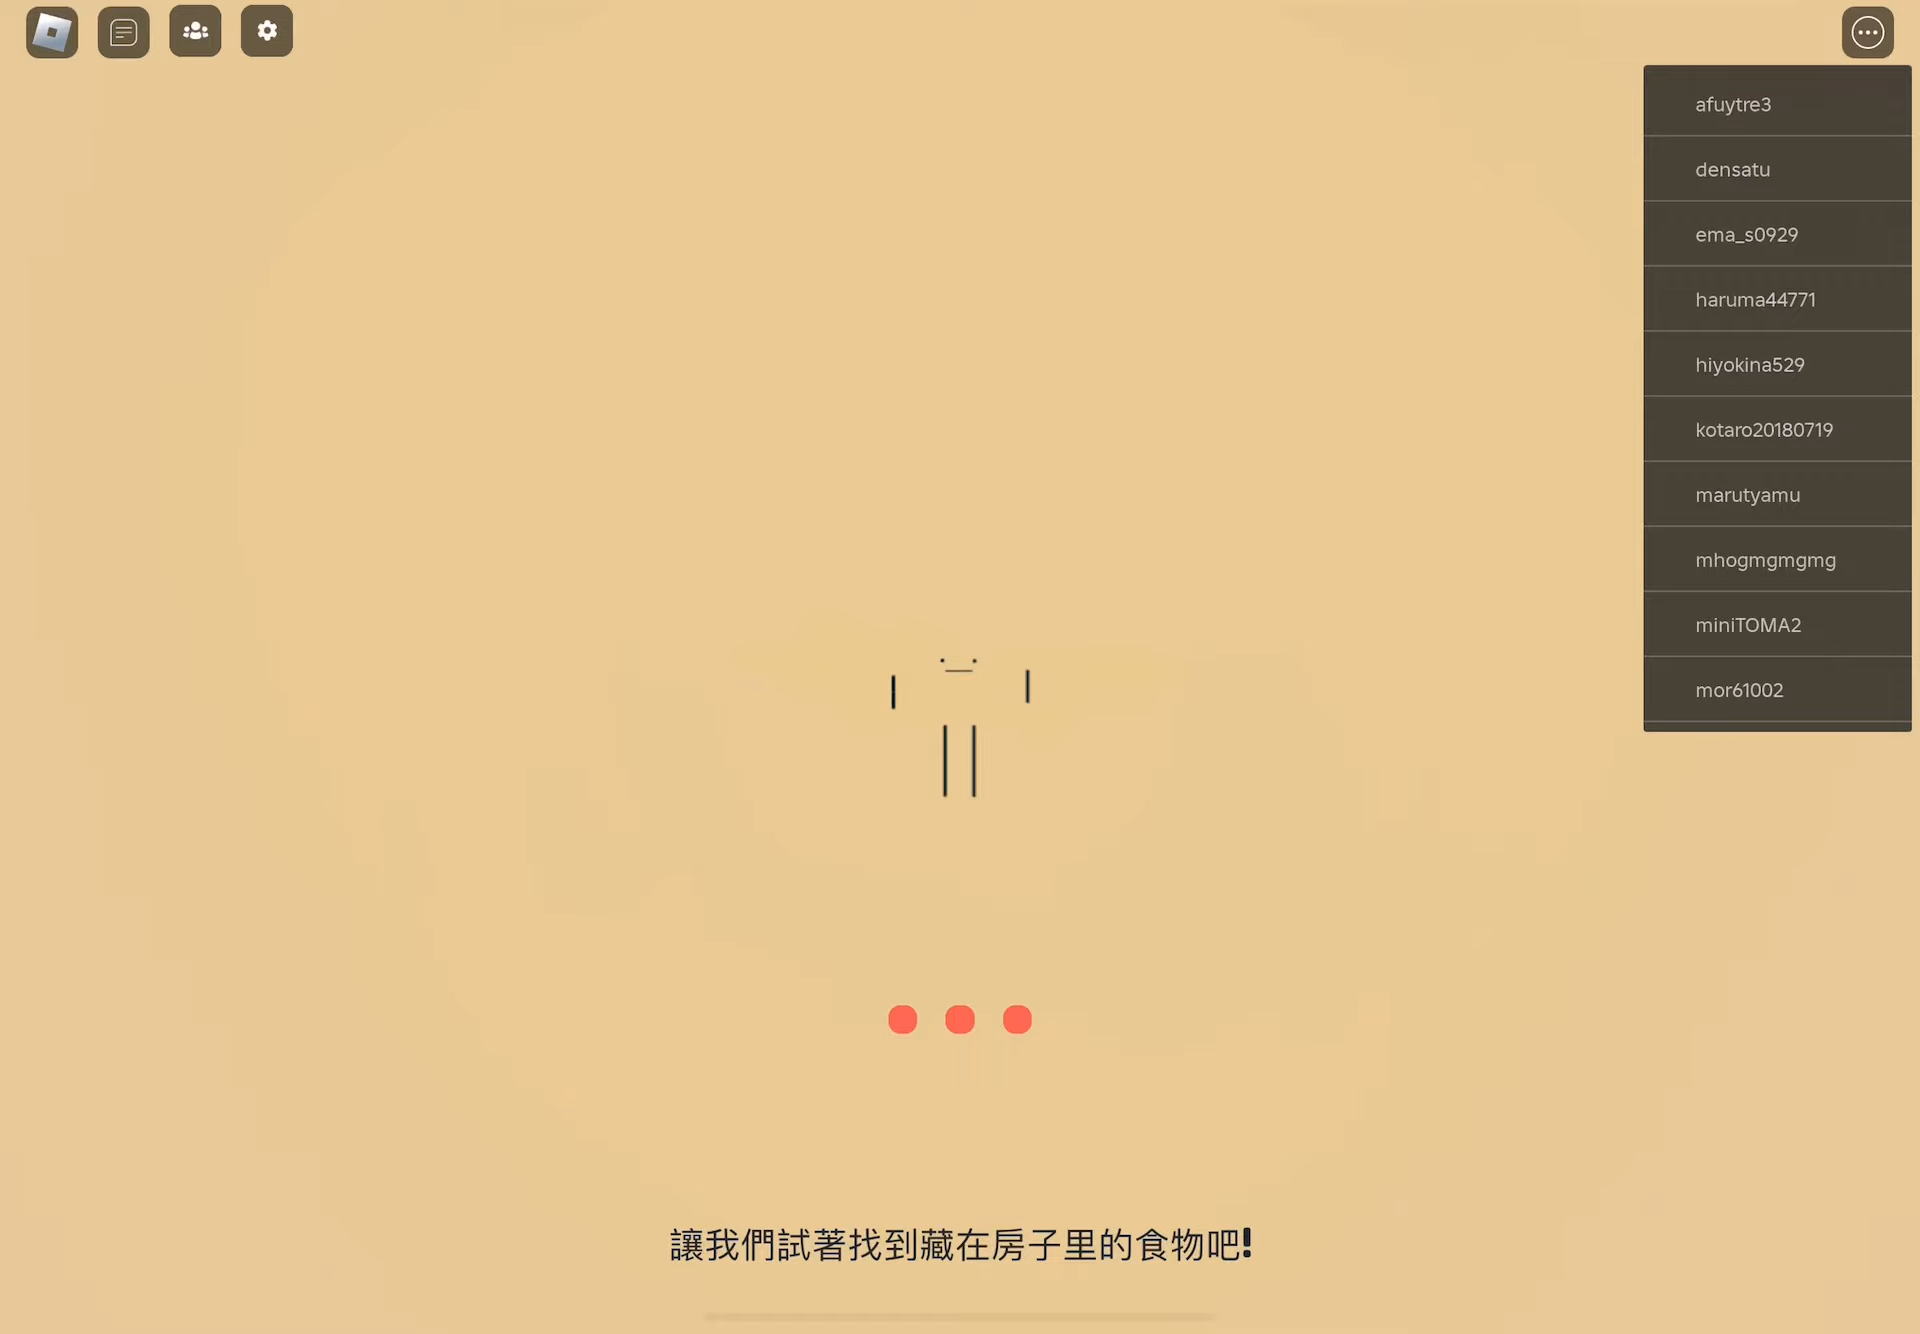 afuytre3
densatu
ema_s0929
haruma44771
hiyokina529
kotaro20180719
marutyamu
mhogmgmgmg
miniTOMA2
mor61002
讓我們試著找到藏在房子里的食物吧!